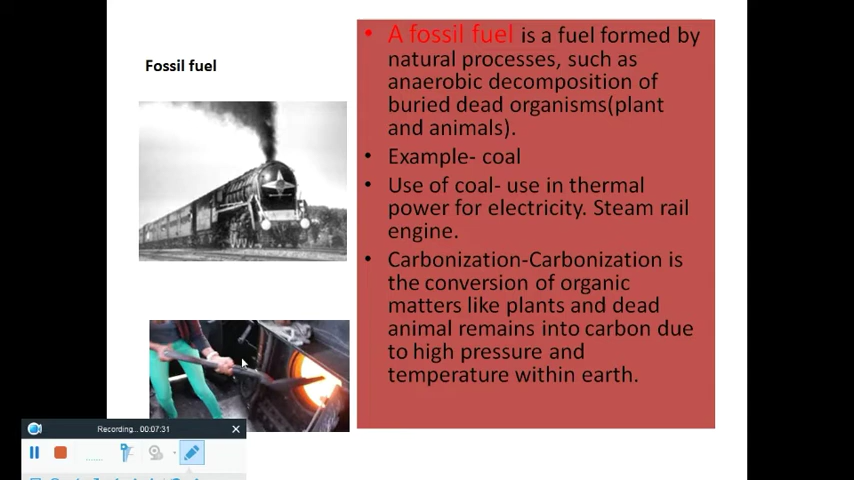 Fossil fuel
• A fossil fuel is a fuel formed by
natural processes, such as
anaerobic decomposition of
buried dead organisms(plant
and animals).
• Example- coal
• Use of coal- use in thermal
power for electricity. Steam rail
engine.
• Carbonization-Carbonization is
the conversion of organic
matters like plants and dead
animal remains into carbon due
to high pressure and
temperature within earth.
Recording... 00:07:31